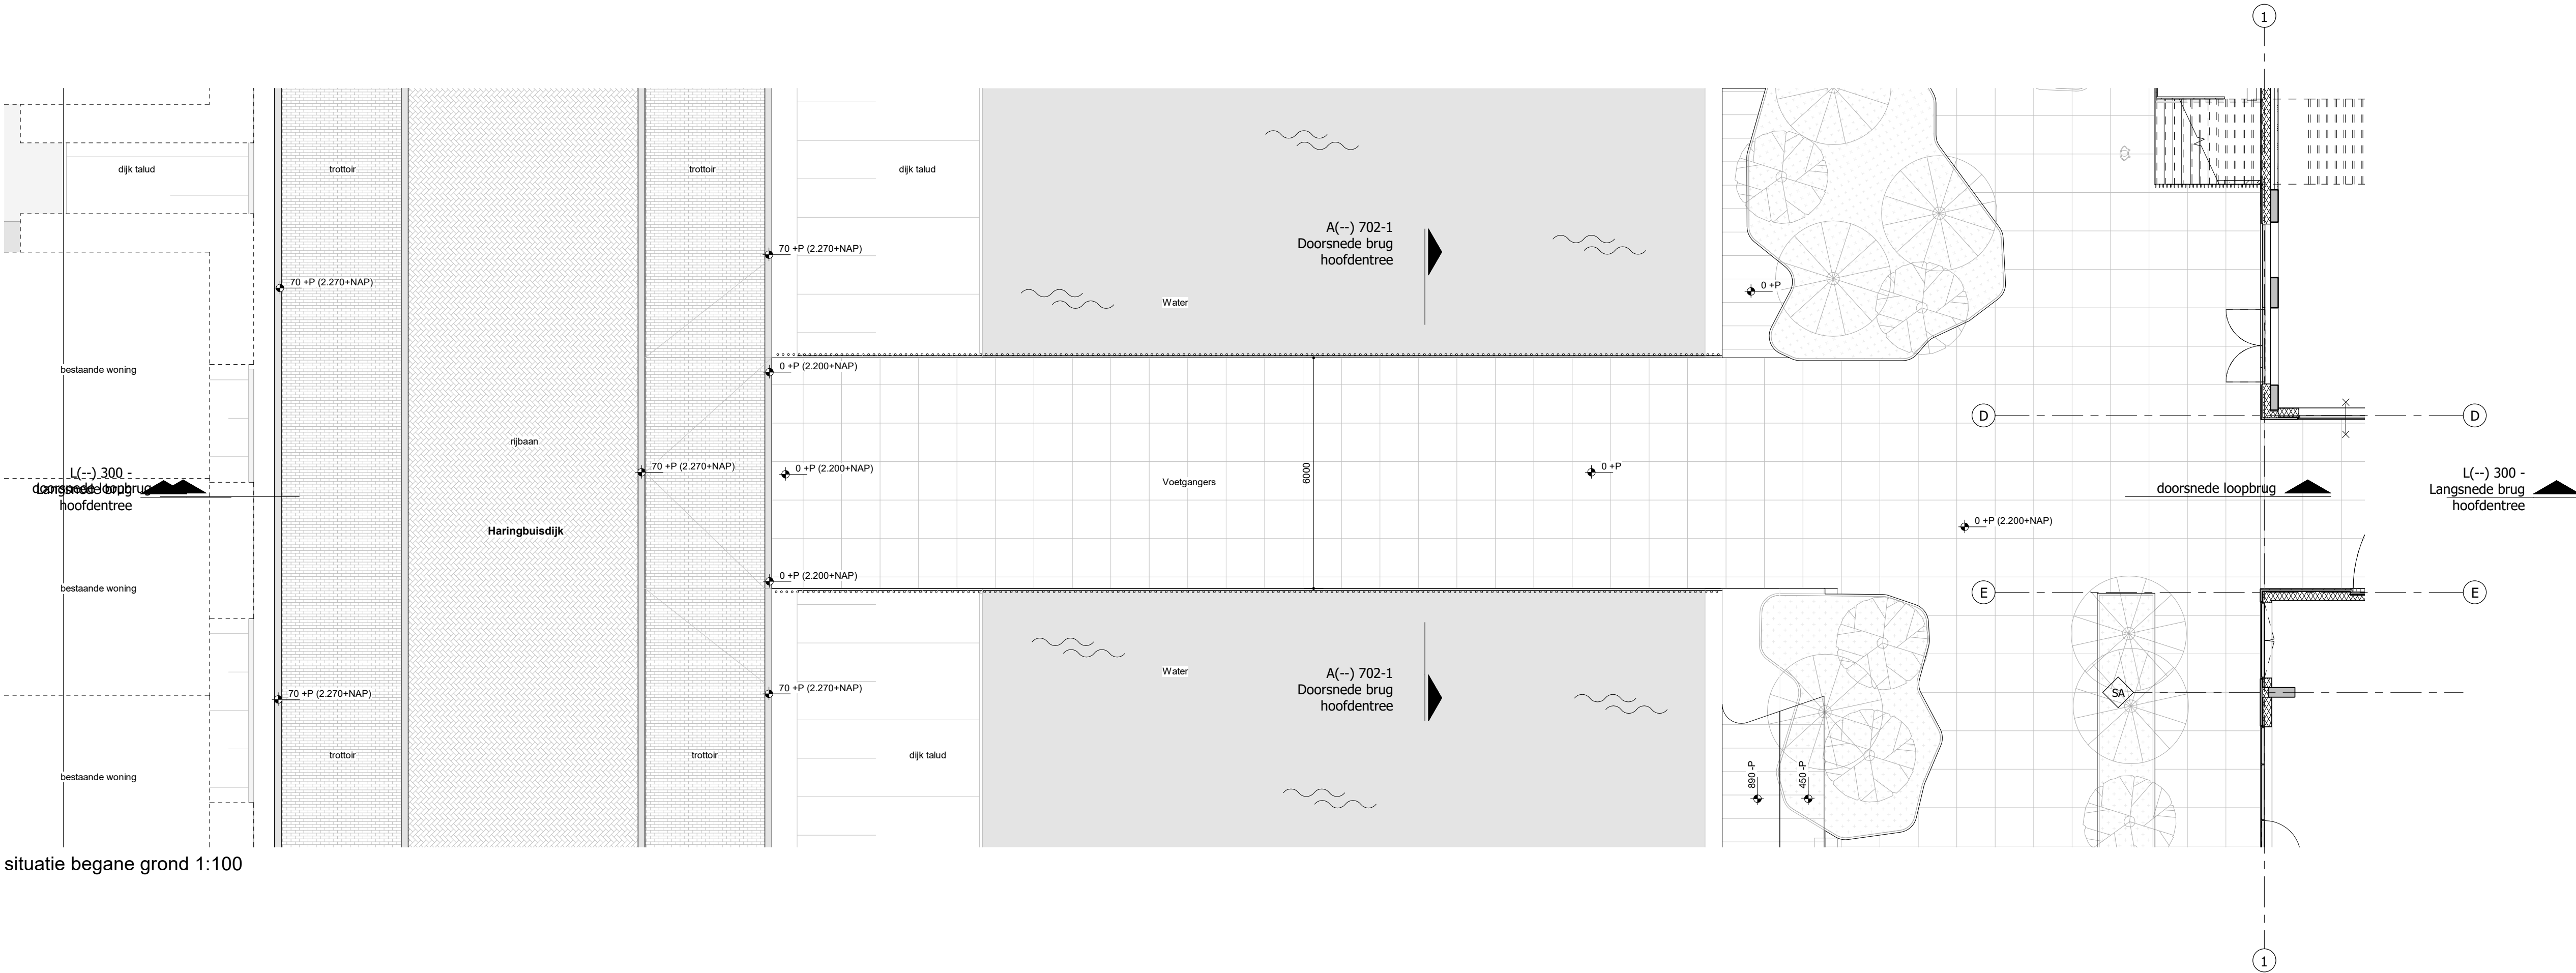 1
dijk talud
trottoir
trottoir
dijk talud
A(--) 702-1
Doorsnede brug
hoofdentree
70 +P (2.270+NAP)
70 +P (2.270+NAP)
0 +P
Water
bestaande woning
0 +P (2.200+NAP)
D
D
rijbaan
L(--) 300 -
doorsnede loopbrug
Langsnede brug
hoofdentree
70 +P (2.270+NAP)
0 +P (2.200+NAP)
Voetgangers
6000
0 +P
doorsnede loopbrug
L(--) 300 -
Langsnede brug
hoofdentree
Haringbuisdijk
0 +P (2.200+NAP)
bestaande woning
0 +P (2.200+NAP)
E
E
Water
A(--) 702-1
Doorsnede brug
hoofdentree
70 +P (2.270+NAP)
70 +P (2.270+NAP)
SA
trottoir
trottoir
dijk talud
bestaande woning
890 -P
450 -P
situatie begane grond 1:100
1